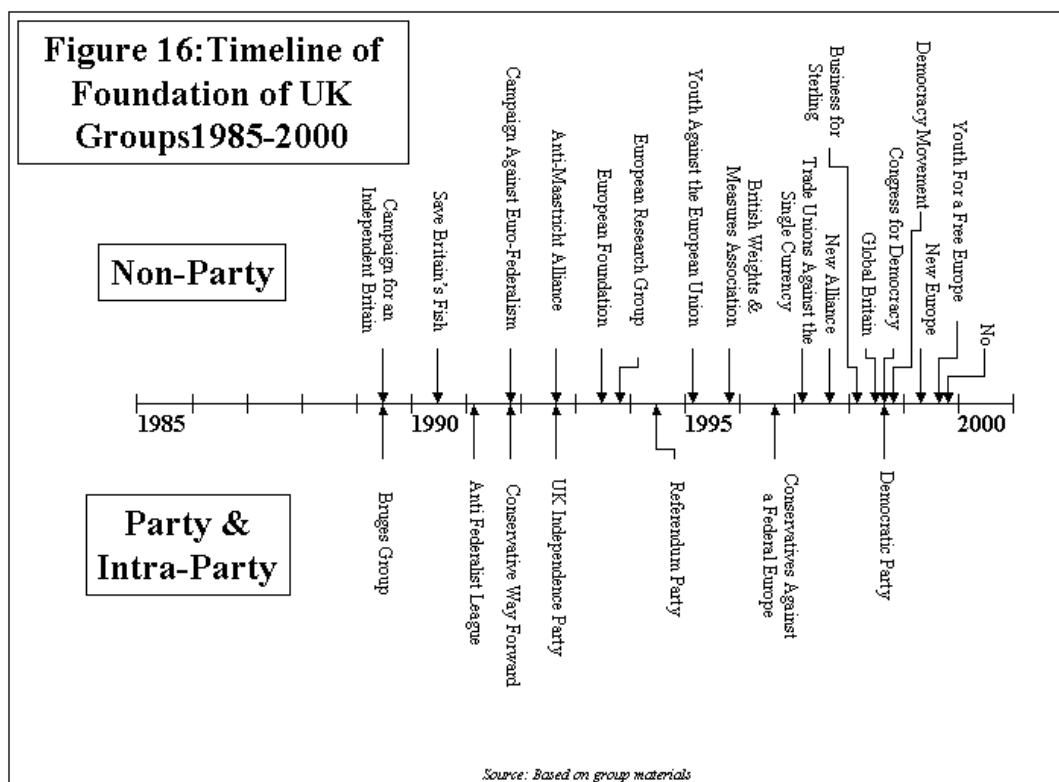 Figure 16:Timeline of
Foundation of UK
Groups1985-2000
Non-Party
Campaign for an
Independent Britain
Save Britain's Fish
Campaign Against Euro-Federalism
Anti-Maastricht Alliance
European Foundation
European Research Group
Youth Against the European Union
British Weights &
Measures Association
Trade Unions Against the
Single Currency
New Alliance
Business for
Sterling
Global Britain
Congress for Democracy
Democracy Movement
New Europe
Youth For a Free Europe
No
1985
1990
1995
2000
Party &
Intra-Party
Bruges Group
Anti Federalist League
Conservative Way Forward
UK Independence Party
Referendum Party
Conservatives Against
a Federal Europe
Democratic Party
Source: Based on group materials